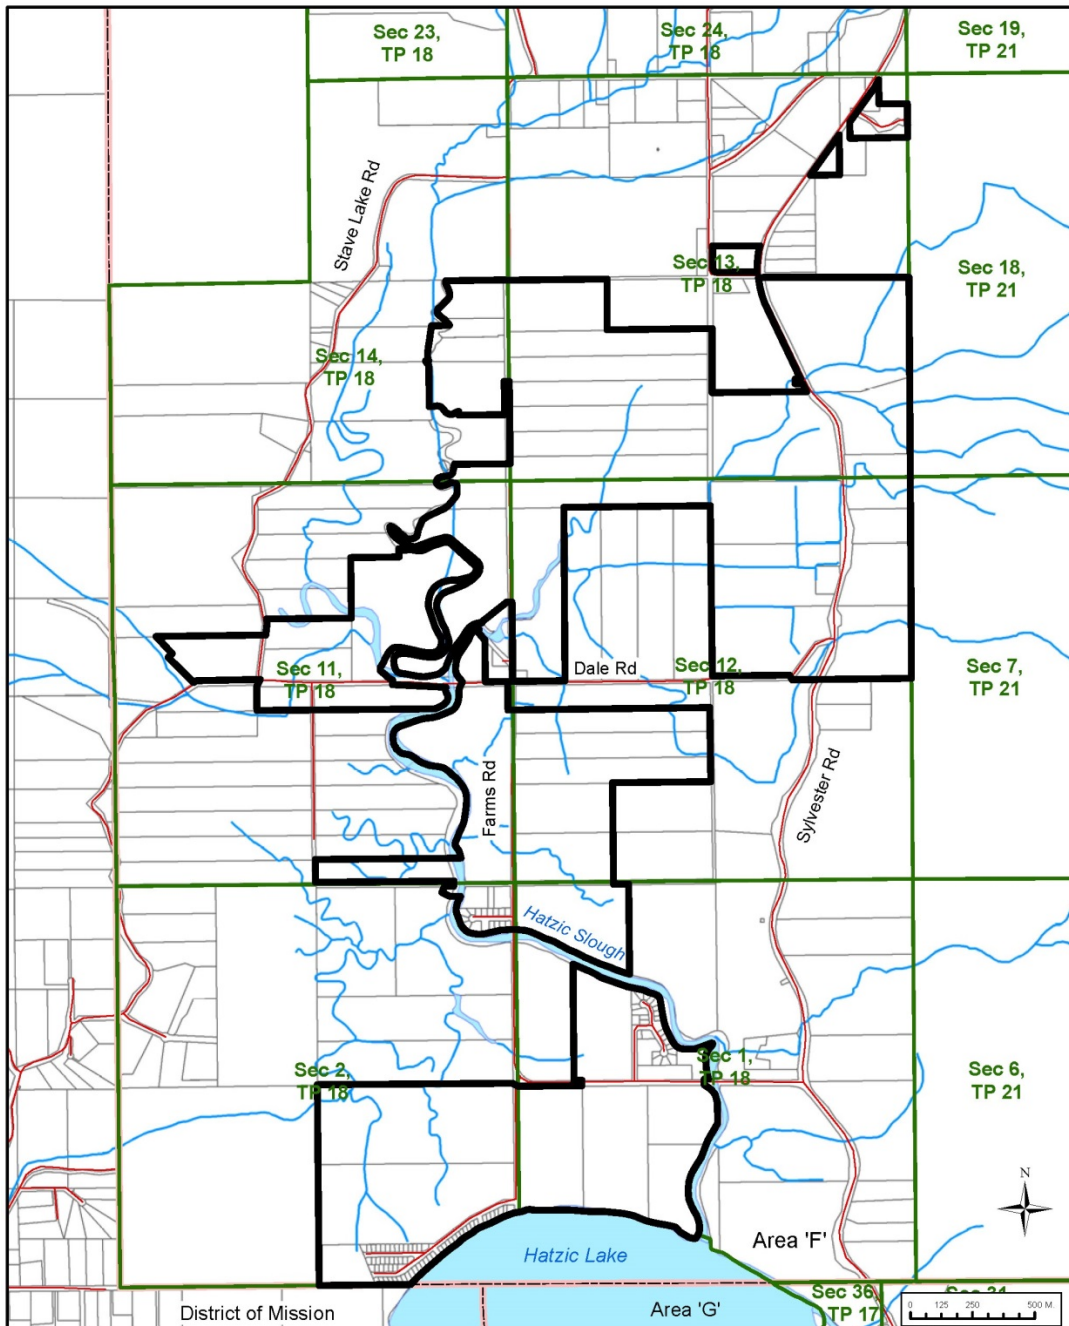 Sec 23,
TP 18
Sec 24,
TP 18
Sec 19,
TP 21
Stave Lake Rd
Sec 13,
TP 18
Sec 18,
TP 21
Sec 14,
TP 18
Sec 11,
TP 18
Dale Rd
Sec 12,
TP 18
Sec 7,
TP 21
Farms Rd
Sylvester Rd
Hatzic Slough
Sec 2,
TP 18
Sec 1,
TP 18
Sec 6,
TP 21
N
Area 'F'
Hatzic Lake
Sec 36,
TP 17
District of Mission
Area 'G'
0 125 250 500 M.